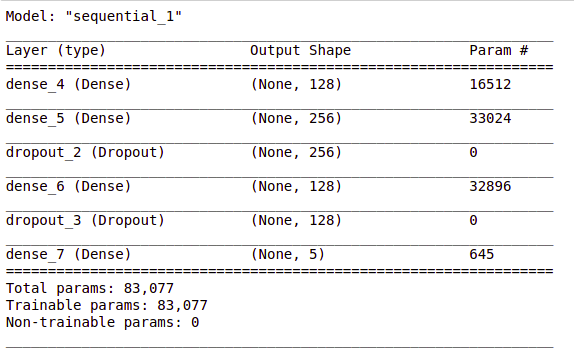 Model: "sequential_1"
Layer (type) Output Shape Param #
dense_4 (Dense) (None, 128) 16512
dense_5 (Dense) (None, 256) 33024
dropout_2 (Dropout) (None, 256) 0
dense_6 (Dense) (None, 128) 32896
dropout_3 (Dropout) (None, 128) 0
dense_7 (Dense) (None, 5) 645
Total params: 83,077
Trainable params: 83,077
Non-trainable params: 0